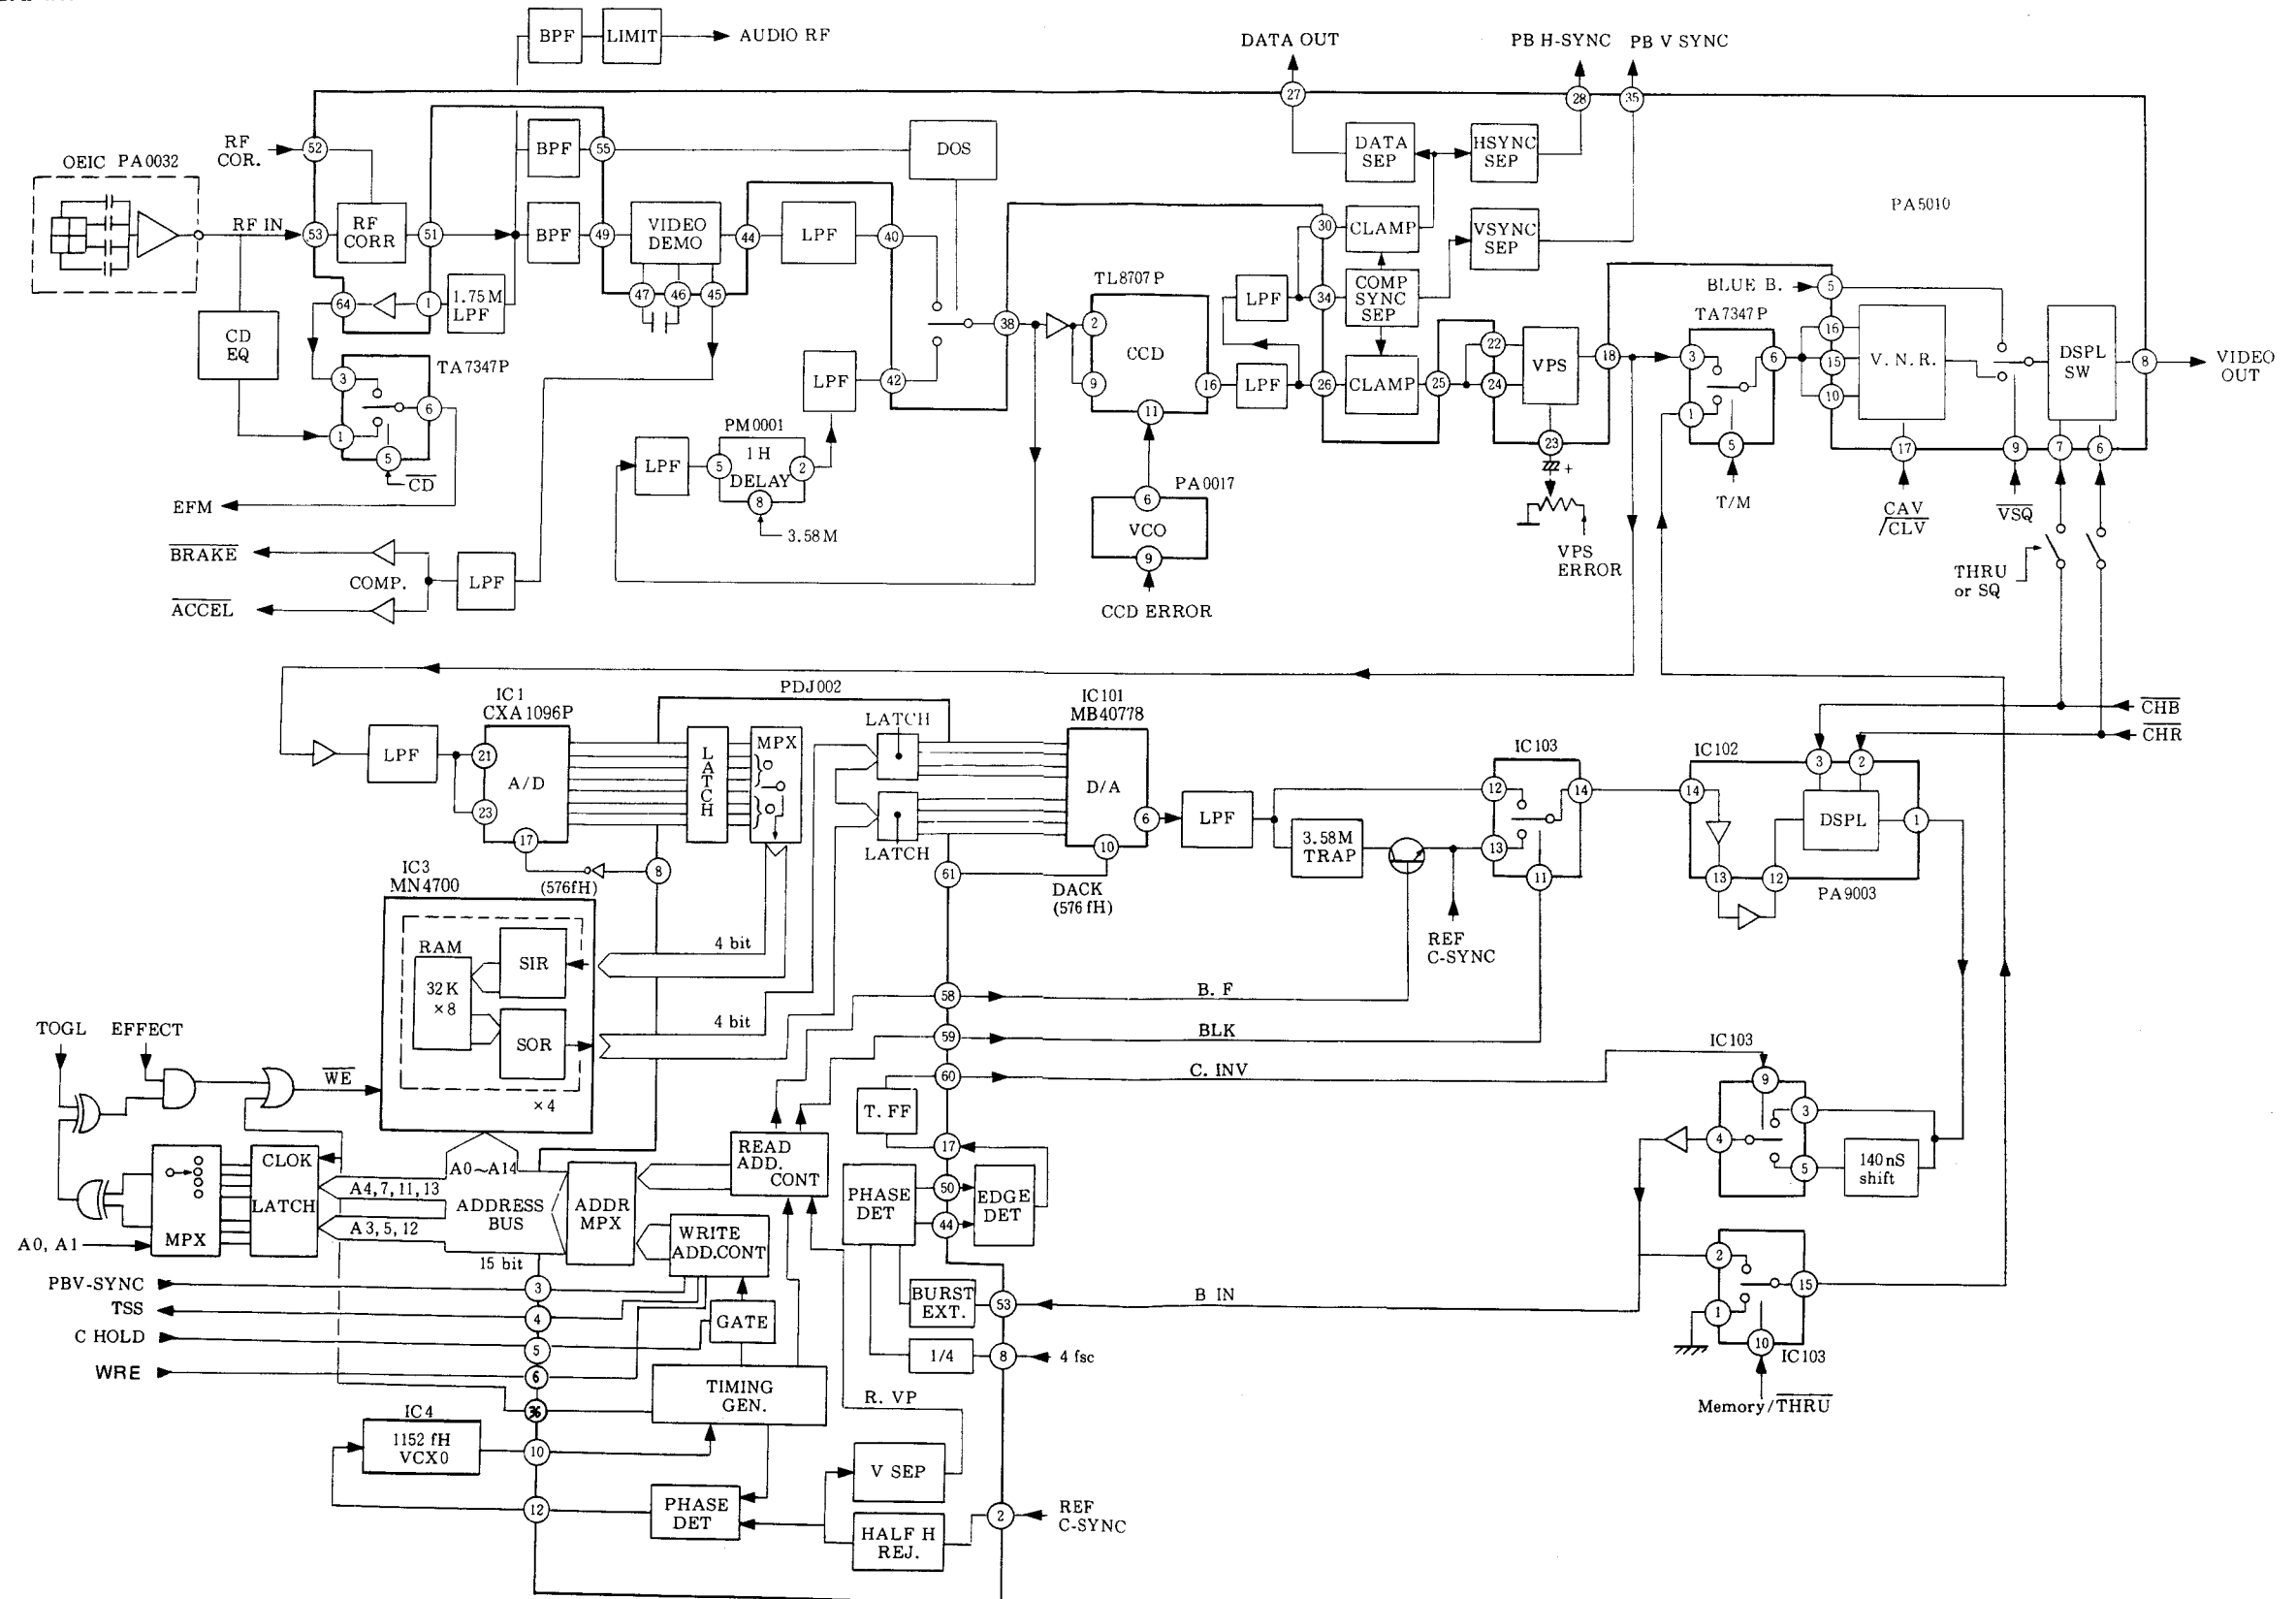 BPF
LIMIT
AUDIO RF
DATA OUT
PB H-SYNC
PB V SYNC
27
28
35
RF
COR.
52
OEIC PA0032
BPF
55
DOS
DATA
SEP
HSYNC
SEP
PA5010
RF IN
53
RF
CORR
51
BPF
49
VIDEO
DEMO
44
LPF
40
30
CLAMP
VSYNC
SEP
64
1
1.75M
LPF
47
46
45
TL8707P
LPF
34
COMP
SYNC
SEP
BLUE B.
5
CD
EQ
38
2
CCD
9
16
11
LPF
26
CLAMP
25
22
24
VPS
18
23
+
TA7347P
3
6
1
5
T/M
16
15
10
V. N. R.
DSPL
SW
8
VIDEO
OUT
17
9
7
6
CAV
/CLV
VSQ
THRU
or SQ
TA7347P
3
6
1
5
CD
EFM
LPF
42
PM0001
LPF
5
1H
DELAY
2
8
3.58M
PA0017
6
VCO
9
CCD ERROR
VPS
ERROR
BRAKE
COMP.
LPF
ACCEL
CHB
CHR
IC1
CXA1096P
PDJ002
IC101
MB40778
LPF
21
23
A/D
17
LATCH
MPX
LATCH
LATCH
D/A
6
10
LPF
3.58M
TRAP
IC103
12
13
14
11
IC102
14
3
2
DSPL
1
13
12
PA9003
(576fH)
8
61
DACK
(576 fH)
REF
C-SYNC
IC3
MN4700
RAM
32K
×8
SIR
SOR
×4
4 bit
4 bit
58
B. F
59
BLK
60
C. INV
IC103
9
3
4
5
140nS
shift
TOGL
EFFECT
WE
T. FF
17
READ
ADD.
CONT
PHASE
DET
50
44
EDGE
DET
CLOK
LATCH
MPX
A0, A1
A0~A14
A4, 7, 11, 13
A3, 5, 12
ADDRESS
BUS
15 bit
ADDR
MPX
WRITE
ADD.CONT
PBV-SYNC
3
TSS
4
C HOLD
5
WRE
6
36
GATE
TIMING
GEN.
BURST
EXT.
53
B IN
1/4
8
4 fsc
2
1
15
10
IC103
Memory/THRU
R. VP
IC4
1152 fH
VCX0
10
12
PHASE
DET
V SEP
HALF H
REJ.
2
REF
C-SYNC